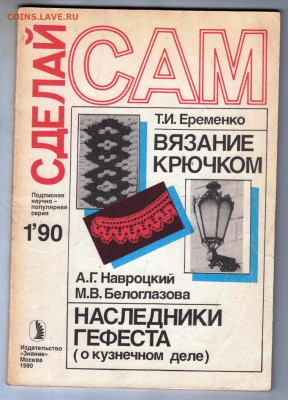 COINS.LAVE.RU
СДЕЛАЙ
САМ
Т.И. Еременко
ВЯЗАНИЕ
КРЮЧКОМ
Подписная
научно-
популярная
серия
1'90
А.Г. Навроцкий
М.В. Белоглазова
НАСЛЕДНИКИ
ГЕФЕСТА
(о кузнечном деле)
Издательство
«Знание»
Москва
1990